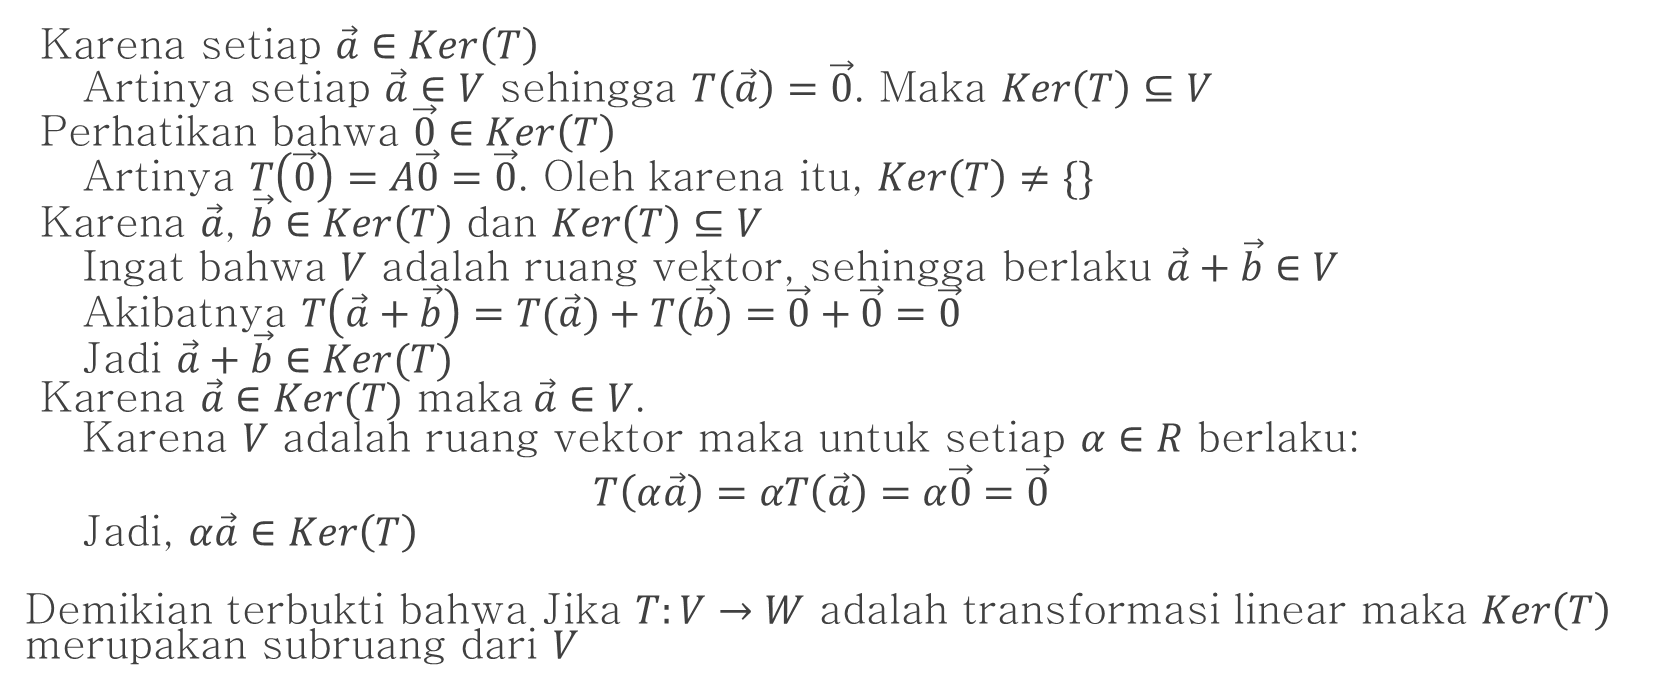 Karena setiap 𝑎⃗ ∈ 𝐾𝑒𝑟(𝑇)
Artinya setiap 𝑎⃗ ∈ 𝑉 sehingga 𝑇(𝑎⃗) = 0⃗. Maka 𝐾𝑒𝑟(𝑇) ⊆ 𝑉
Perhatikan bahwa 0⃗ ∈ 𝐾𝑒𝑟(𝑇)
Artinya 𝑇(0⃗) = 𝐴0⃗ = 0⃗. Oleh karena itu, 𝐾𝑒𝑟(𝑇) ≠ {}
Karena 𝑎⃗, 𝑏⃗ ∈ 𝐾𝑒𝑟(𝑇) dan 𝐾𝑒𝑟(𝑇) ⊆ 𝑉
Ingat bahwa 𝑉 adalah ruang vektor, sehingga berlaku 𝑎⃗ + 𝑏⃗ ∈ 𝑉
Akibatnya 𝑇(𝑎⃗ + 𝑏⃗) = 𝑇(𝑎⃗) + 𝑇(𝑏⃗) = 0⃗ + 0⃗ = 0⃗
Jadi 𝑎⃗ + 𝑏⃗ ∈ 𝐾𝑒𝑟(𝑇)
Karena 𝑎⃗ ∈ 𝐾𝑒𝑟(𝑇) maka 𝑎⃗ ∈ 𝑉.
Karena 𝑉 adalah ruang vektor maka untuk setiap 𝛼 ∈ 𝑅 berlaku:
𝑇(𝛼𝑎⃗) = 𝛼𝑇(𝑎⃗) = 𝛼0⃗ = 0⃗
Jadi, 𝛼𝑎⃗ ∈ 𝐾𝑒𝑟(𝑇)
Demikian terbukti bahwa Jika 𝑇: 𝑉 → 𝑊 adalah transformasi linear maka 𝐾𝑒𝑟(𝑇)
merupakan subruang dari 𝑉